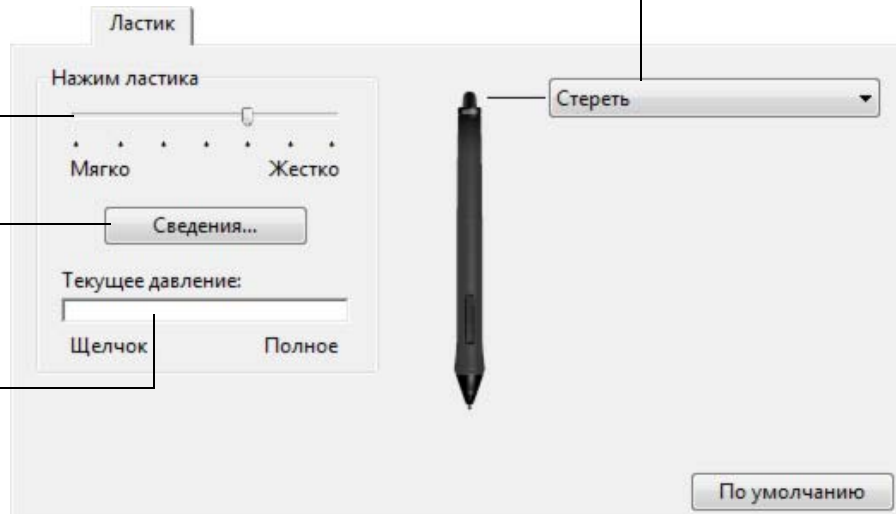 Ластик
Нажим ластика
Мягко Жестко
Сведения...
Текущее давление:
Щелчок Полное
Стереть
По умолчанию